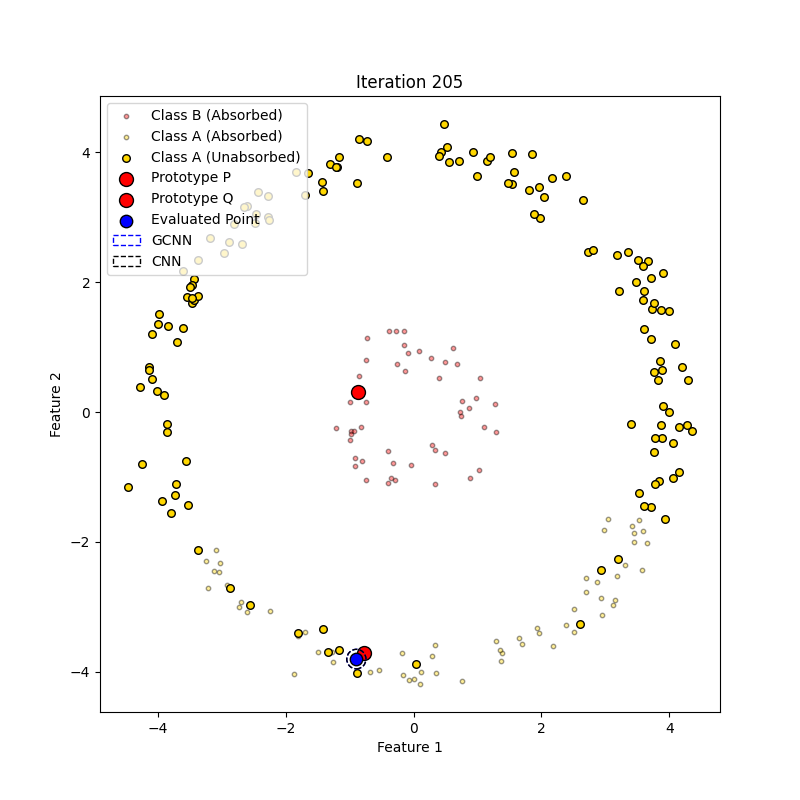 Iteration 205
Class B (Absorbed)
Class A (Absorbed)
Class A (Unabsorbed)
Prototype P
Prototype Q
Evaluated Point
GCNN
CNN
Feature 2
4
2
0
−2
−4
−4
−2
0
2
4
Feature 1